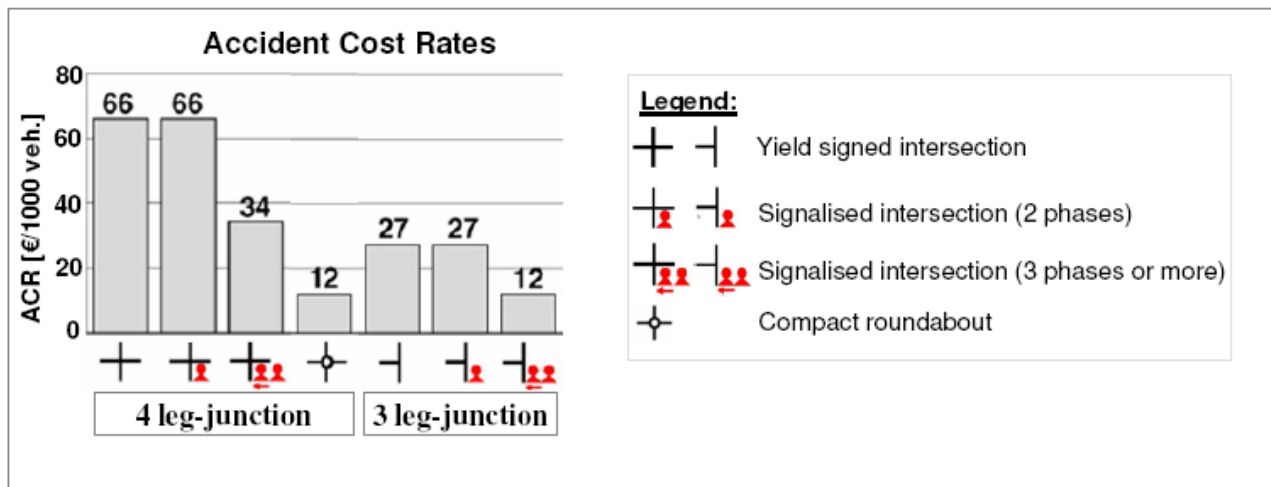 Accident Cost Rates
ACR [€/1000 veh.]
80
60
40
20
0
66
66
34
12
27
27
12
4 leg-junction
3 leg-junction
Legend:
Yield signed intersection
Signalised intersection (2 phases)
Signalised intersection (3 phases or more)
Compact roundabout